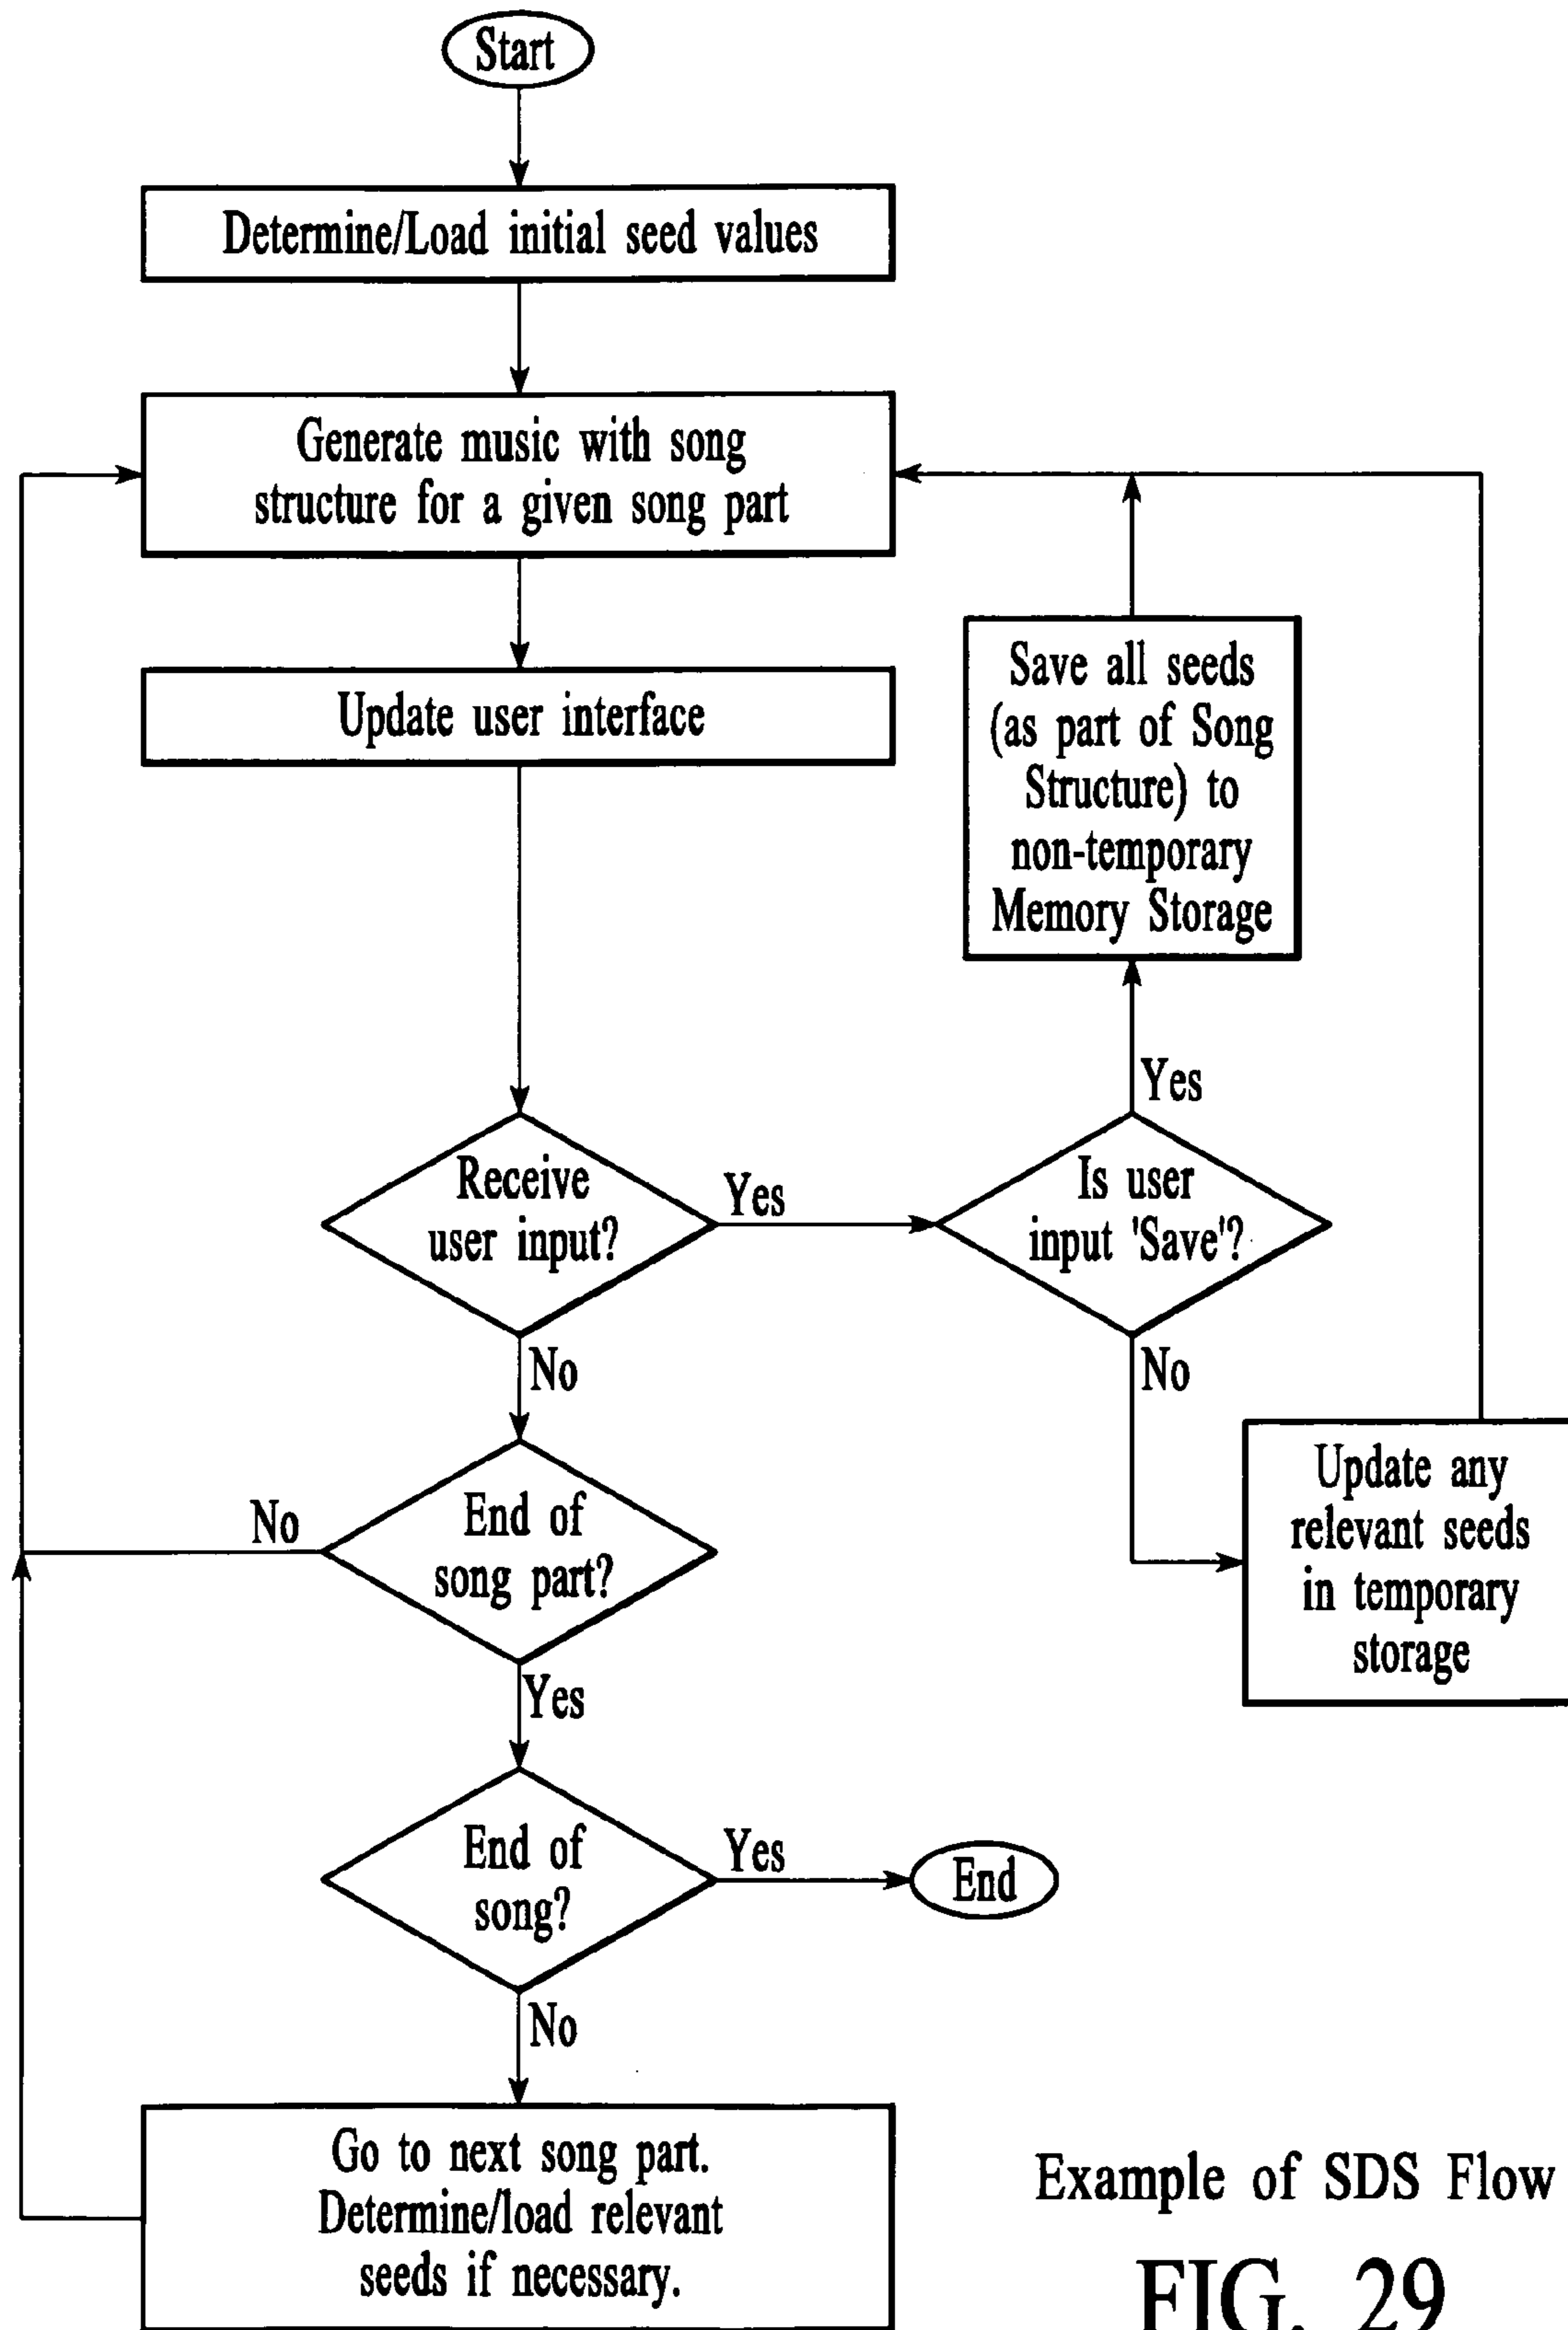 Start
Determine/Load initial seed values
Generate music with song
structure for a given song part
Update user interface
Save all seeds
(as part of Song
Structure) to
non-temporary
Memory Storage
Yes
Receive
user input?
Yes
Is user
input 'Save'?
No
No
End of
song part?
No
Update any
relevant seeds
in temporary
storage
Yes
End of
song?
Yes
End
No
Go to next song part.
Determine/load relevant
seeds if necessary.
Example of SDS Flow
FIG. 29